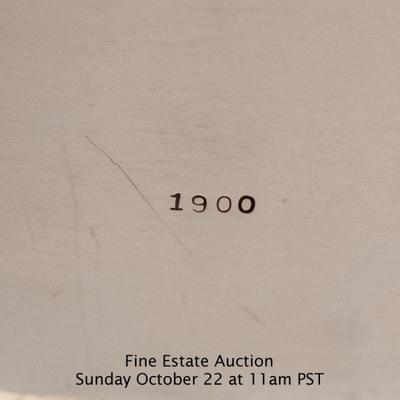 1900
Fine Estate Auction
Sunday October 22 at 11am PST